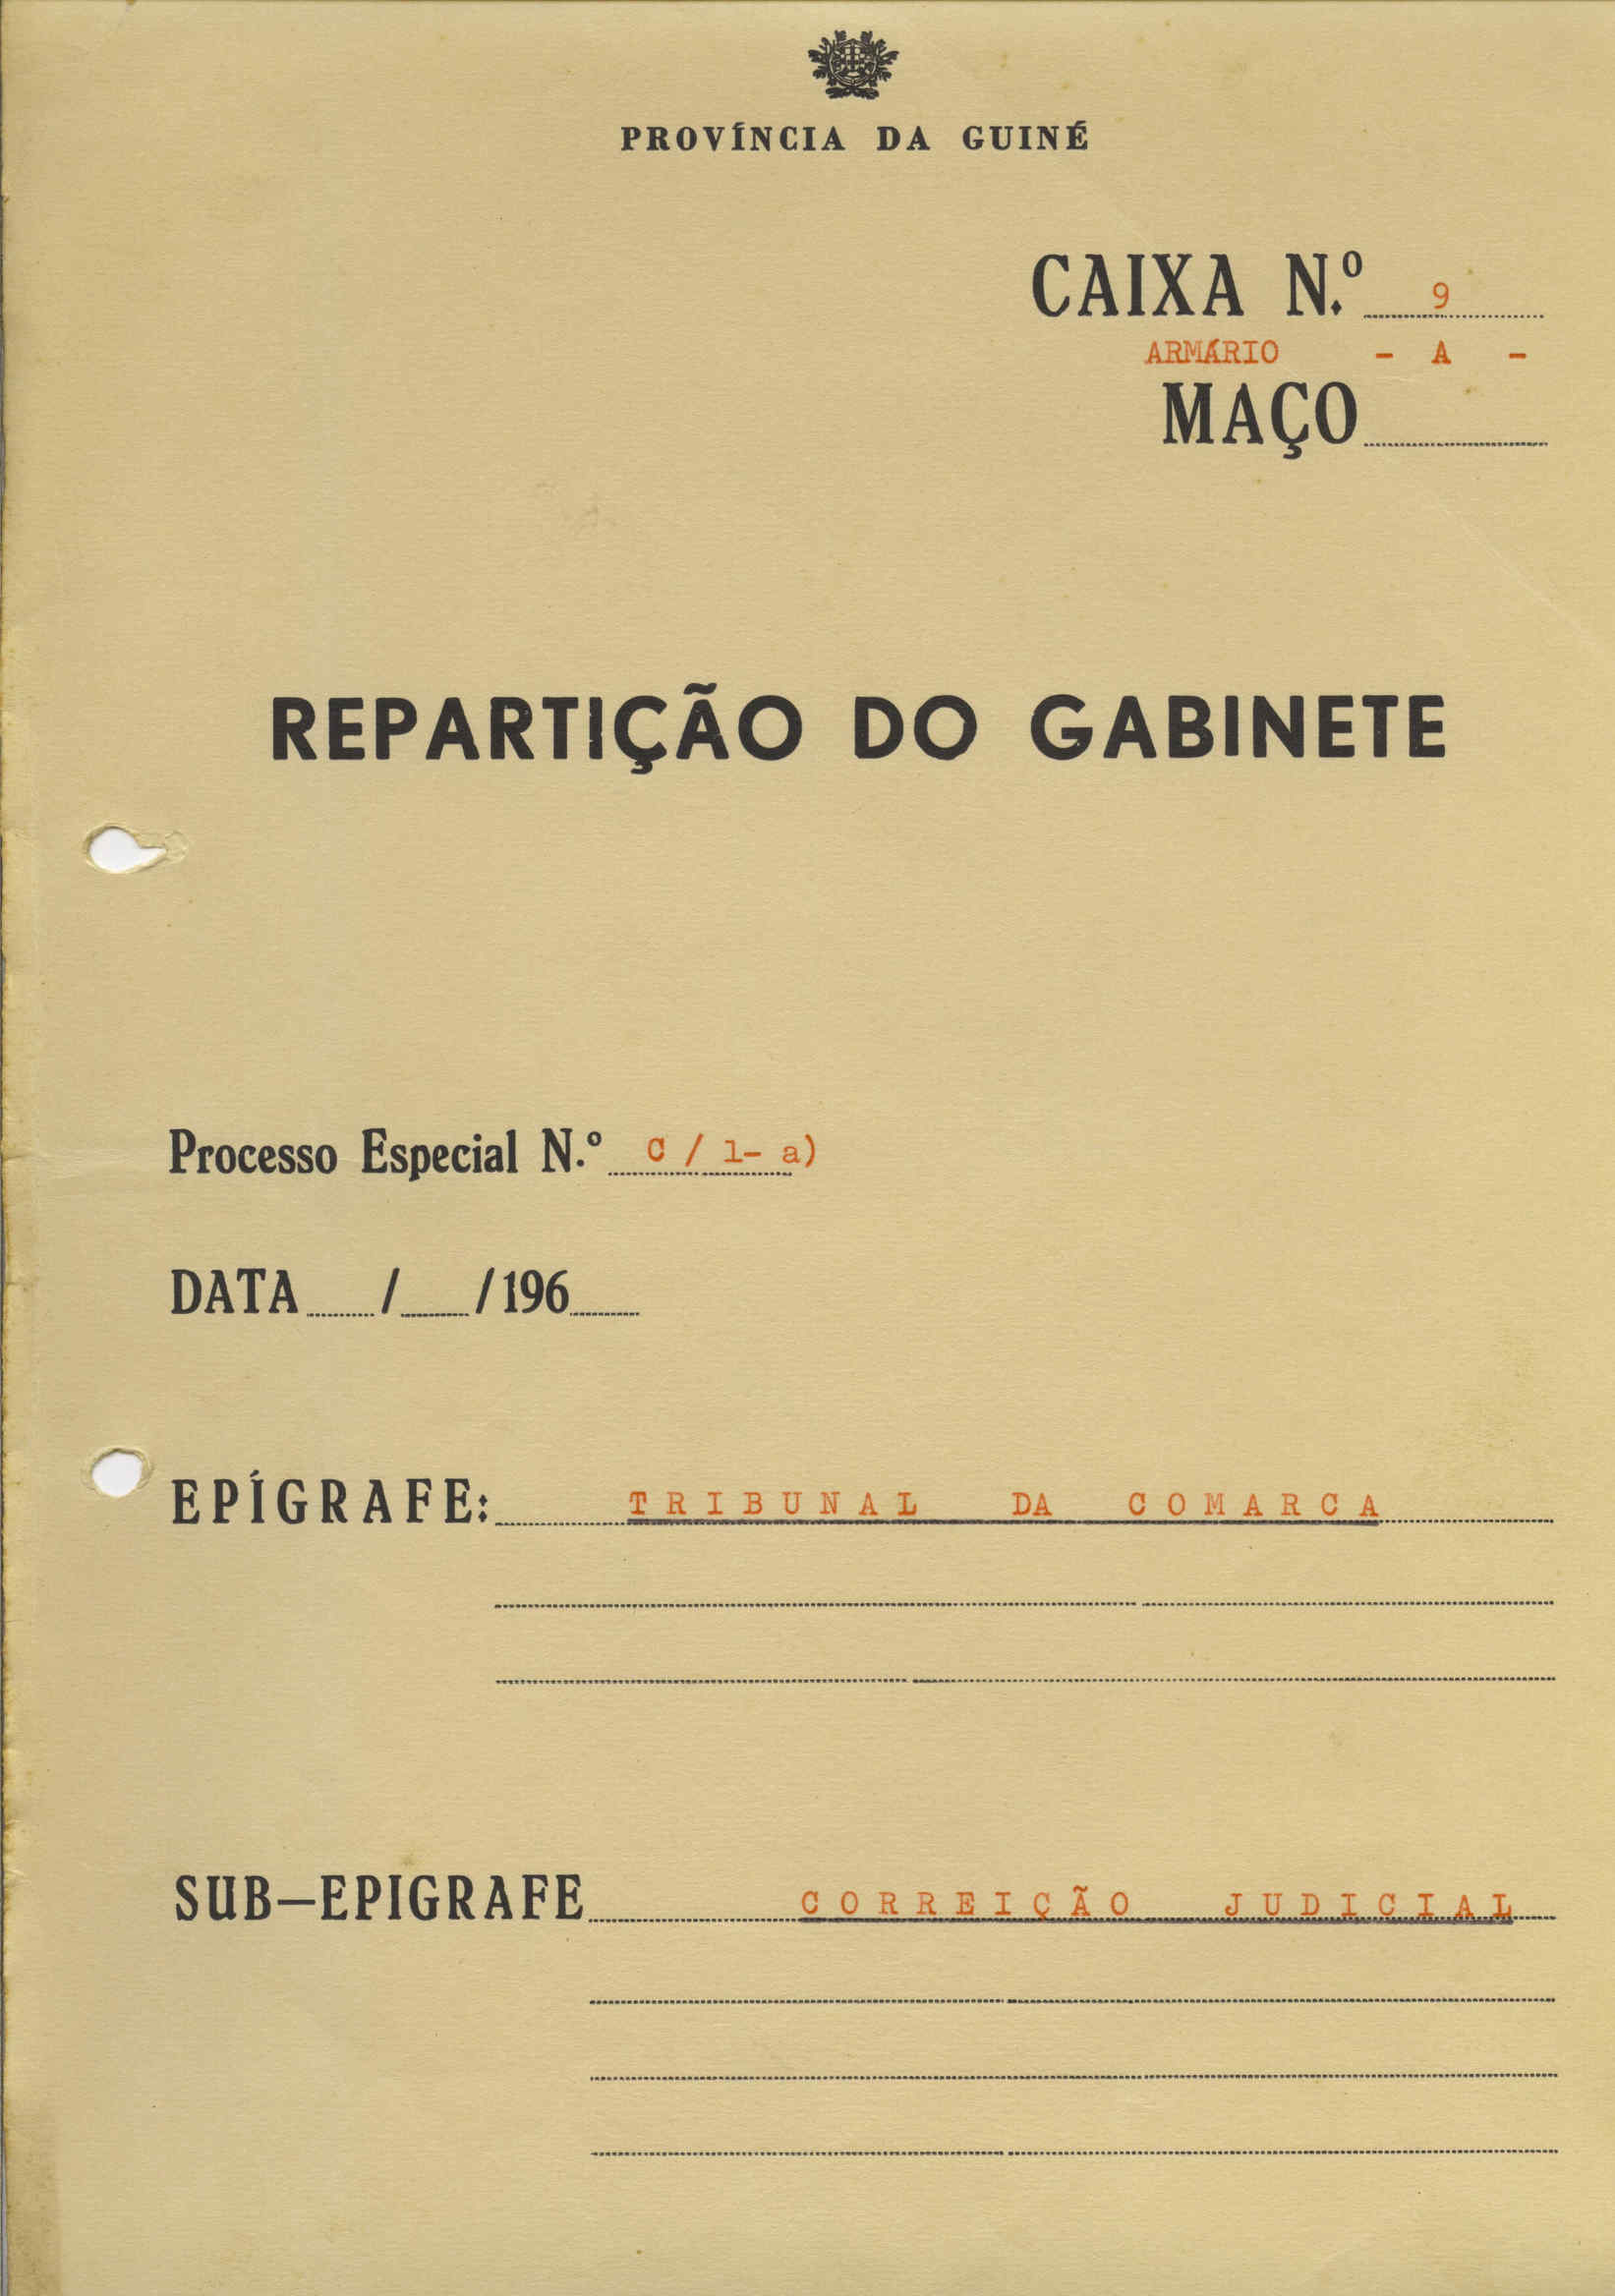 PROVÍNCIA DA GUINÉ
CAIXA N.º 9
ARMÁRIO - A -
MAÇO
REPARTIÇÃO DO GABINETE
Processo Especial N.º C / 1- a)
DATA / /196
EPÍGRAFE: TRIBUNAL DA COMARCA
SUB-EPIGRAFE CORREIÇÃO JUDICIAL